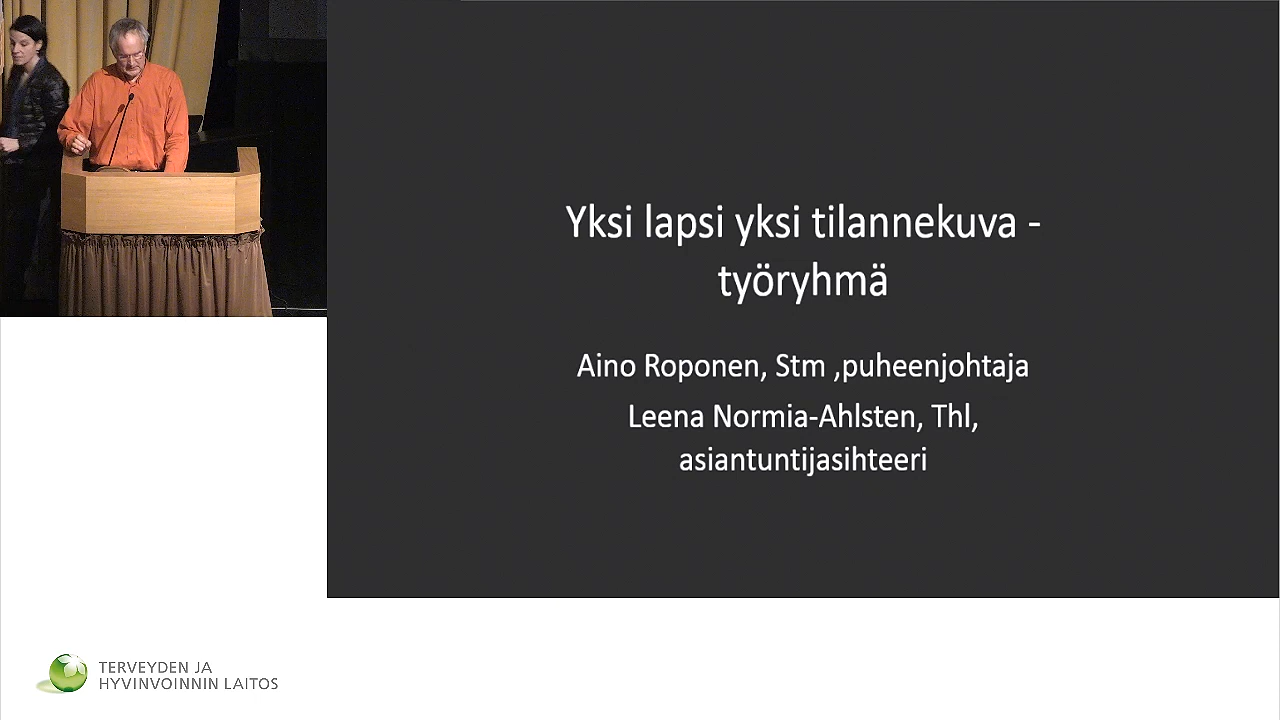 Yksi lapsi yksi tilannekuva -
työryhmä
Aino Roponen, Stm ,puheenjohtaja
Leena Normia-Ahlsten, Thl,
asiantuntijasihteeri
TERVEYDEN JA
HYVINVOINNIN LAITOS